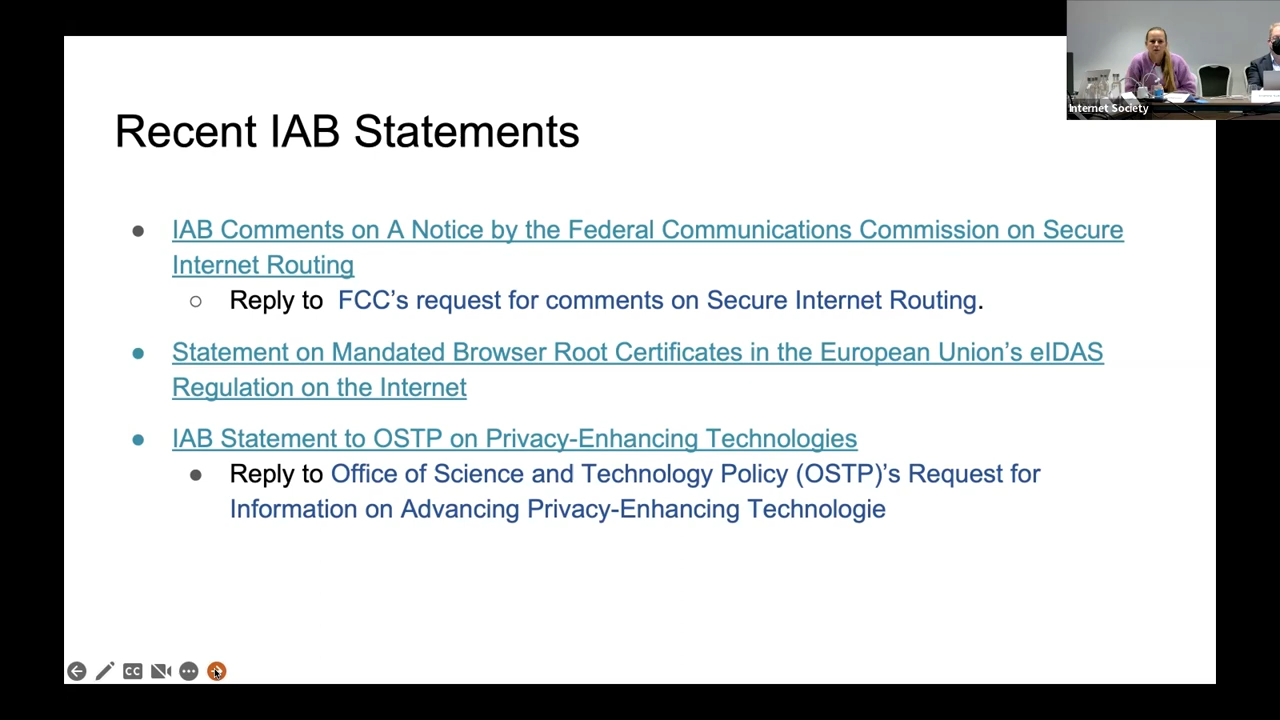 Internet Society
Recent IAB Statements
IAB Comments on A Notice by the Federal Communications Commission on Secure
Internet Routing
Reply to FCC’s request for comments on Secure Internet Routing.
Statement on Mandated Browser Root Certificates in the European Union’s eIDAS
Regulation on the Internet
IAB Statement to OSTP on Privacy-Enhancing Technologies
Reply to Office of Science and Technology Policy (OSTP)’s Request for
Information on Advancing Privacy-Enhancing Technologie
CC